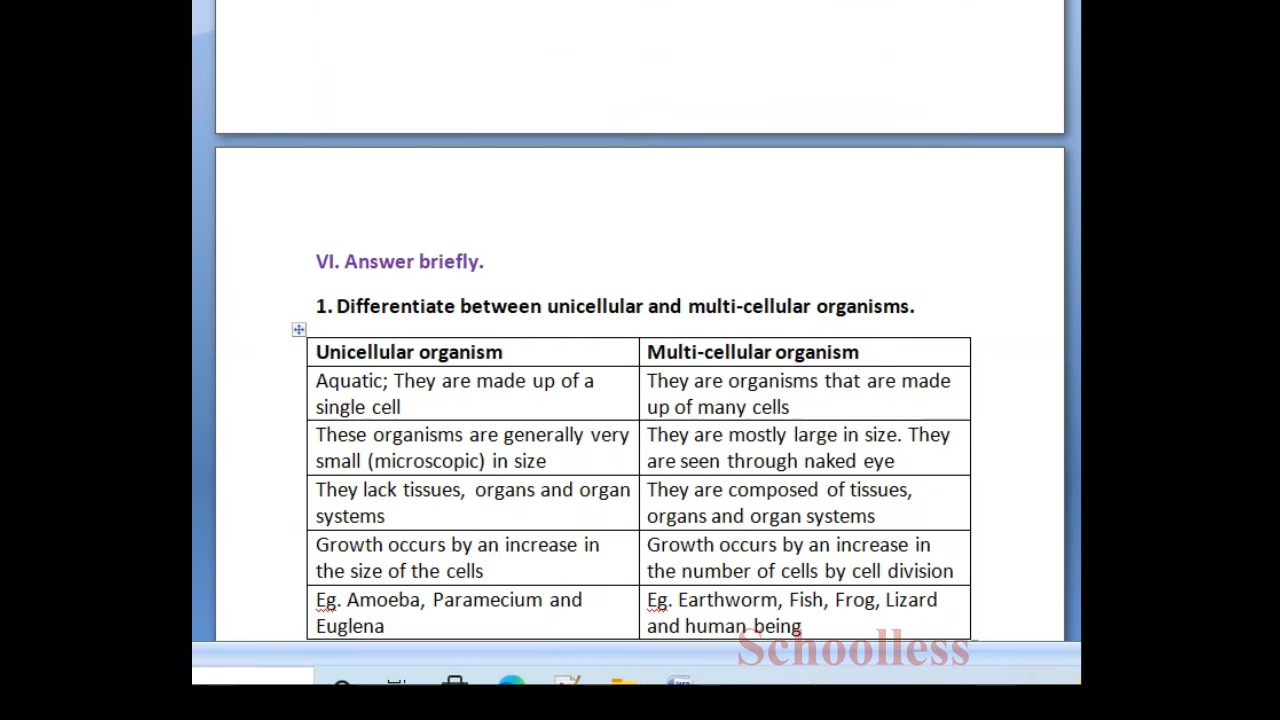 VI. Answer briefly.
1. Differentiate between unicellular and multi-cellular organisms.
Unicellular organism
Multi-cellular organism
Aquatic; They are made up of a
single cell
They are organisms that are made
up of many cells
These organisms are generally very
small (microscopic) in size
They are mostly large in size. They
are seen through naked eye
They lack tissues, organs and organ
systems
They are composed of tissues,
organs and organ systems
Growth occurs by an increase in
the size of the cells
Growth occurs by an increase in
the number of cells by cell division
Eg. Amoeba, Paramecium and
Euglena
Eg. Earthworm, Fish, Frog, Lizard
and human being
Schoolless